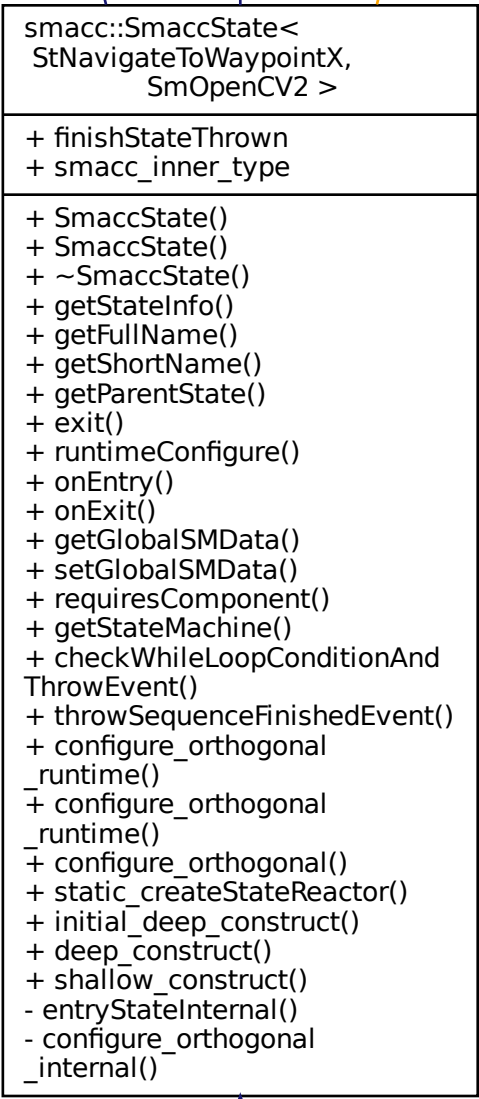 smacc::SmaccState<
StNavigateToWaypointX,
SmOpenCV2 >
+ finishStateThrown
+ smacc_inner_type
+ SmaccState()
+ SmaccState()
+ ~SmaccState()
+ getStateInfo()
+ getFullName()
+ getShortName()
+ getParentState()
+ exit()
+ runtimeConfigure()
+ onEntry()
+ onExit()
+ getGlobalSMData()
+ setGlobalSMData()
+ requiresComponent()
+ getStateMachine()
+ checkWhileLoopConditionAnd
ThrowEvent()
+ throwSequenceFinishedEvent()
+ configure_orthogonal
_runtime()
+ configure_orthogonal
_runtime()
+ configure_orthogonal()
+ static_createStateReactor()
+ initial_deep_construct()
+ deep_construct()
+ shallow_construct()
- entryStateInternal()
- configure_orthogonal
_internal()